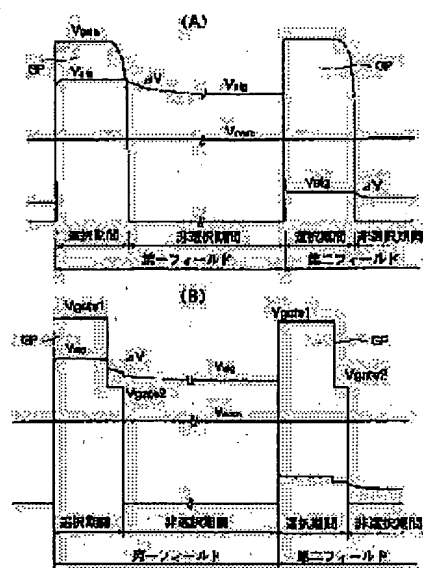 (A)
Vgate
GP
Vsig
ΔV
Vsig
Vcom
GP
Vsig
ΔV
選択期間
非選択期間
選択期間
非選択期間
第一フィールド
第二フィールド
(B)
Vgate1
GP
Vsig
ΔV
Vgate2
Vsig
Vcom
Vgate1
GP
Vgate2
選択期間
非選択期間
選択期間
非選択期間
第一フィールド
第二フィールド